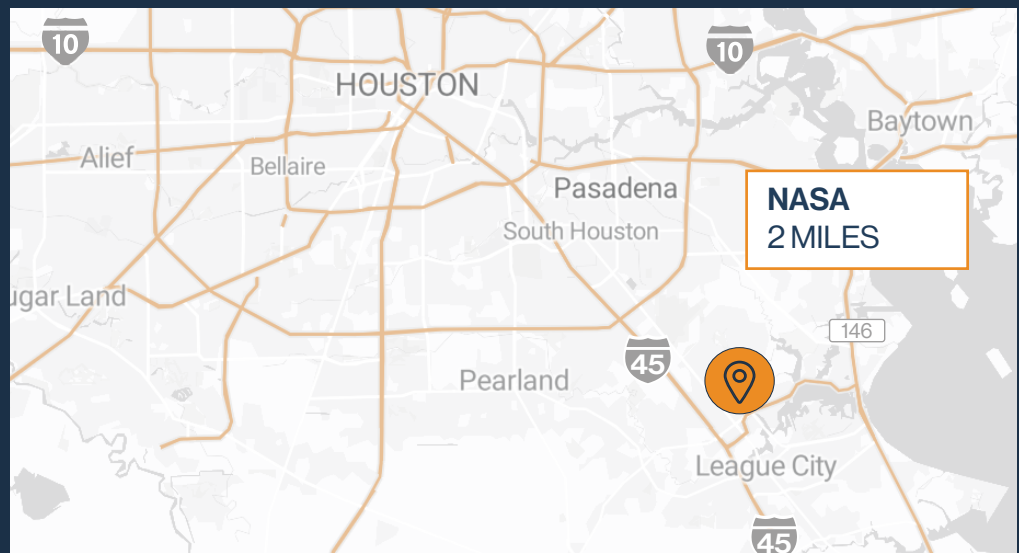 10
10
HOUSTON
Baytown
Alief
Bellaire
Pasadena
NASA
2 MILES
South Houston
ugar Land
146
45
Pearland
League City
45